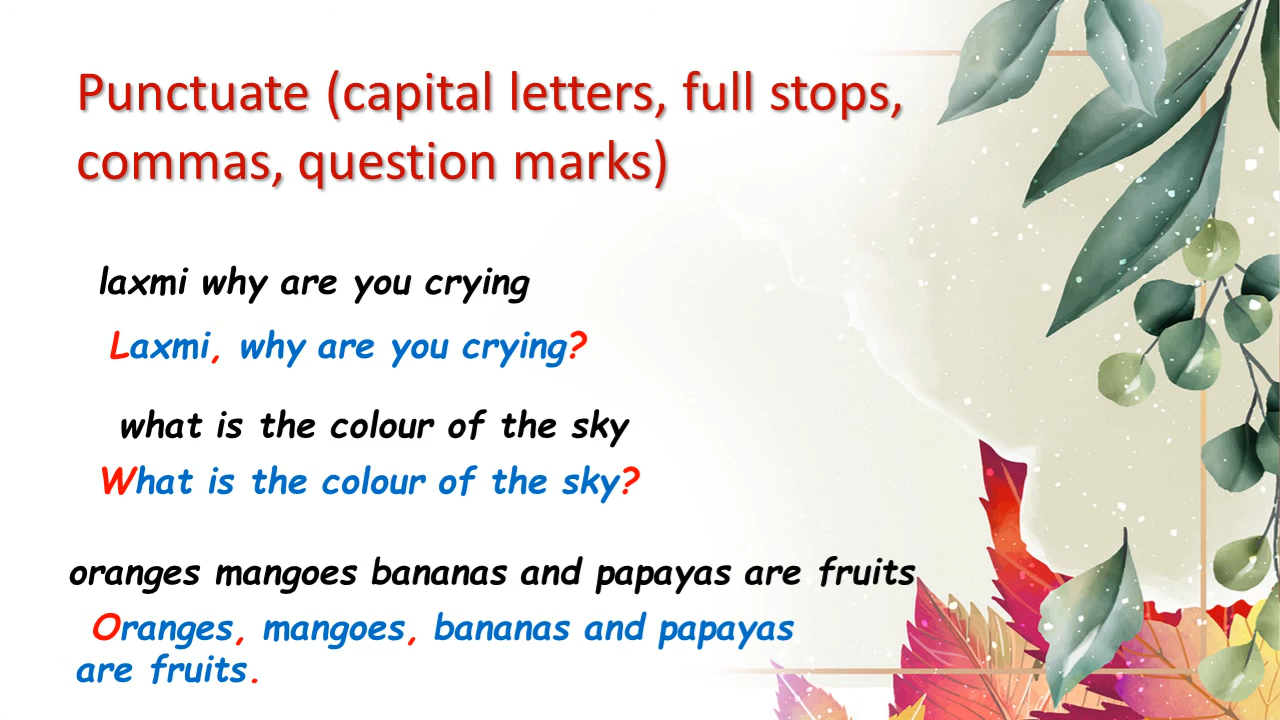 Punctuate (capital letters, full stops,
commas, question marks)
laxmi why are you crying
Laxmi, why are you crying?
what is the colour of the sky
What is the colour of the sky?
oranges mangoes bananas and papayas are fruits
Oranges, mangoes, bananas and papayas
are fruits.